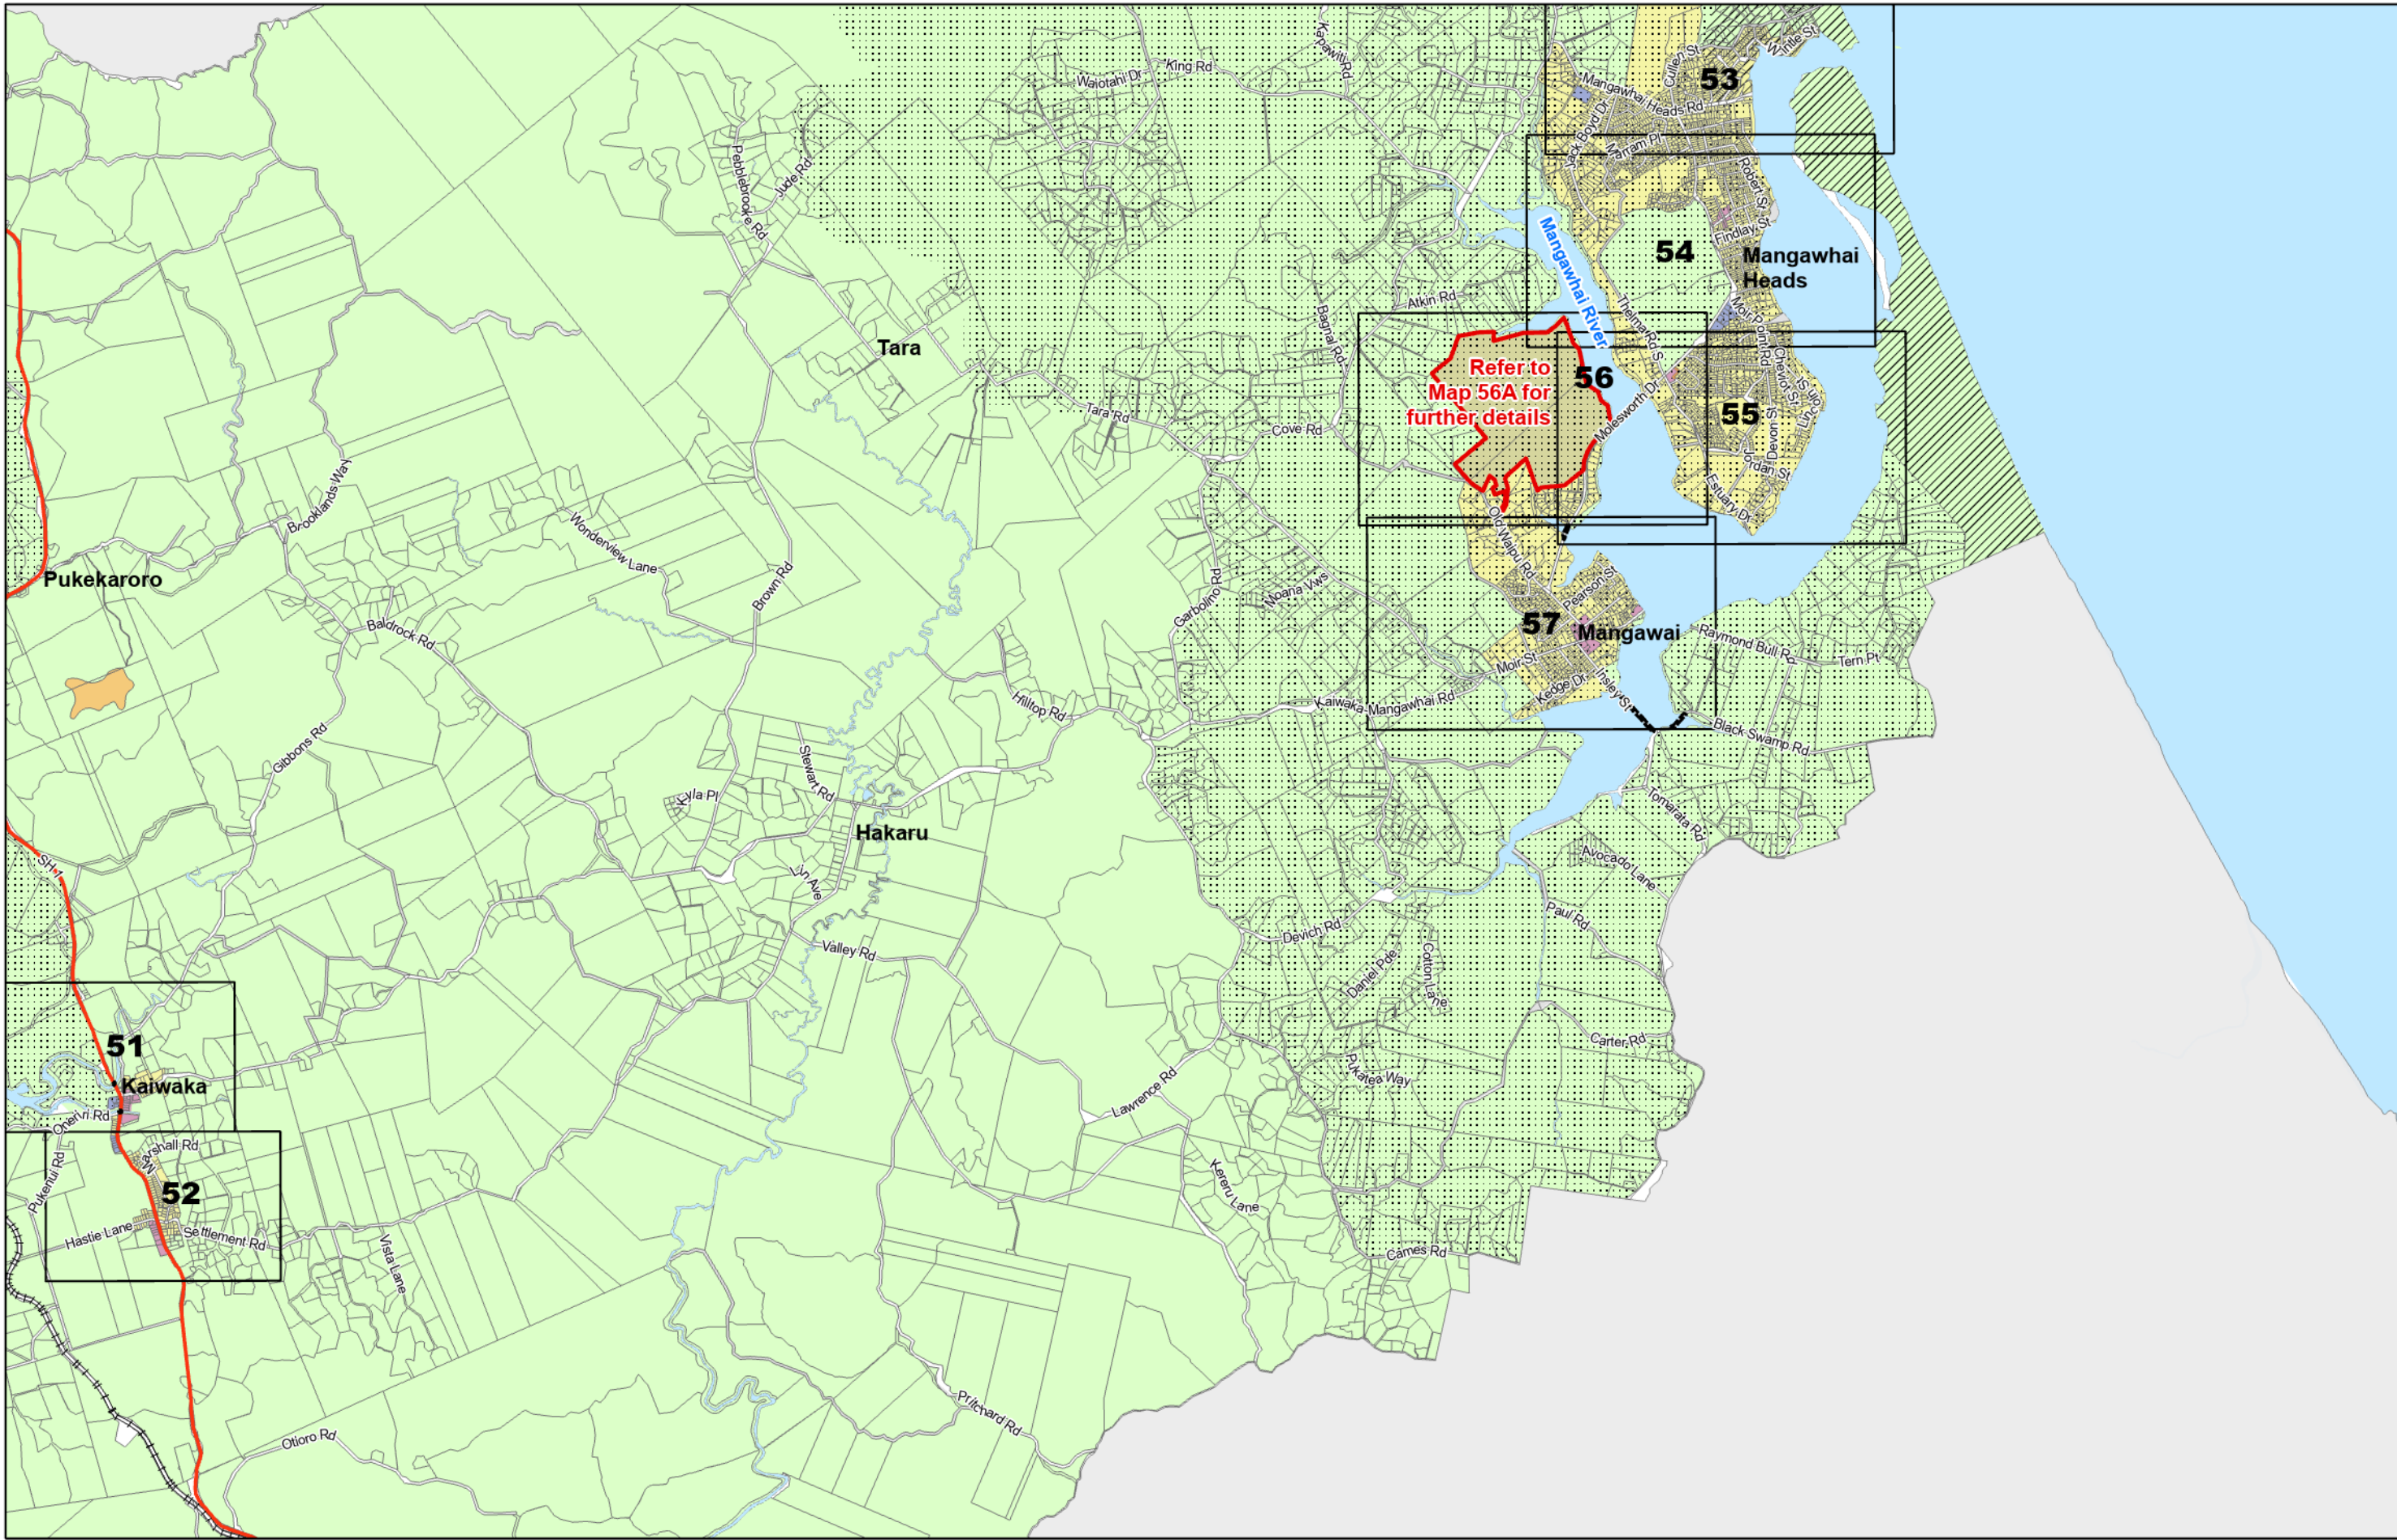 Kapawiti Rd
Wintle St
Cullen St
53
King Rd
Waiotahi Dr
Mangawhai Heads Rd
Jack Boyd Dr
Marram Pl
Pebblebrooke Rd
Jude Rd
Robert St
Findlay St
Mangawhai River
54
Mangawhai
Heads
Atkin Rd
Bagnal Rd
Thelma Rd S
Moir Point Rd
Tara
Refer to
Map 56A for
further details
56
Cheviot St
Lincoln St
Tara Rd
Cove Rd
Molesworth Dr
55
Devon St
Jordan St
Estuary Dr
Brooklands Way
Wonderview Lane
Old Waipu Rd
Pukekaroro
Brown Rd
Garbolino Rd
Moana Vws
Pearson St
57
Mangawai
Baldrock Rd
Raymond Bull Rd
Tern Pt
Moir St
Kedge Dr
Insley St
Hilltop Rd
Kaiwaka-Mangawhai Rd
Black Swamp Rd
Gibbons Rd
Stewart Rd
Kyla Pl
Tomarata Rd
Hakaru
SH 1
Lyn Ave
Avocado Lane
Paul Rd
Devich Rd
Valley Rd
Daniel Pde
Cotton Lane
51
Carter Rd
Kaiwaka
Pukatea Way
Lawrence Rd
Oneriri Rd
Marshall Rd
Pukenui Rd
52
Kereru Lane
Hastie Lane
Settlement Rd
Vista Lane
Cames Rd
Pritchard Rd
Otioro Rd